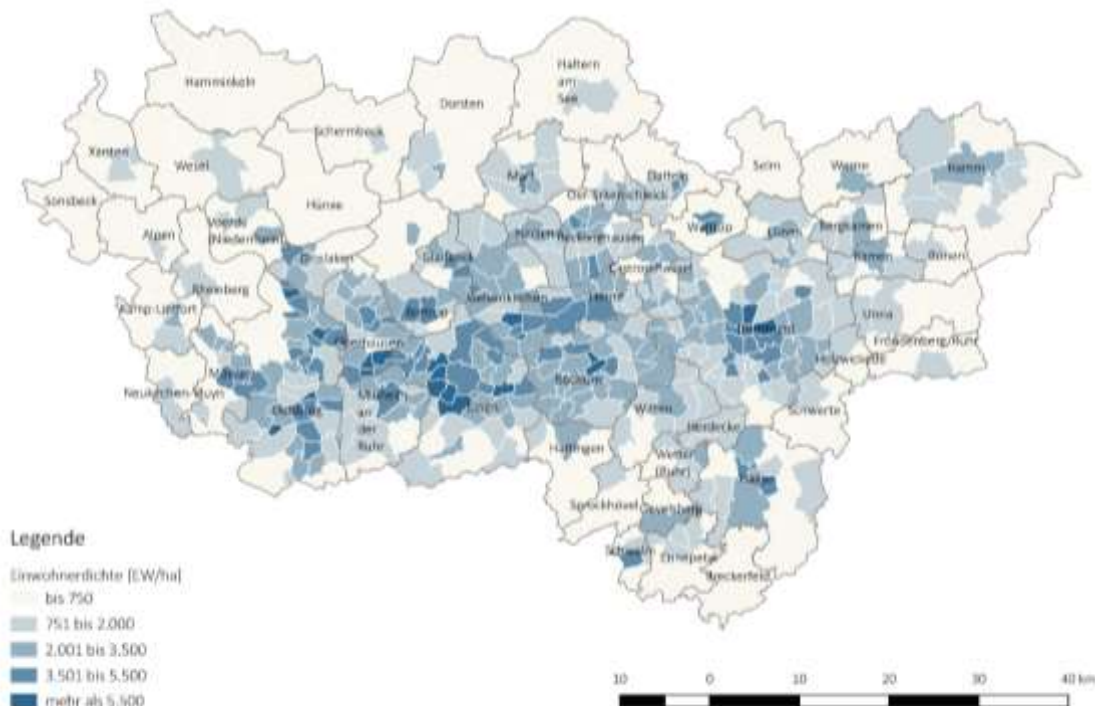 Haltern
am
See
Hamminkeln
Dorsten
Schermbeck
Xanten
Wesel
Marl
Datteln
Selm
Werne
Hamm
Sonsbeck
Hünxe
Oer-Erkenschwick
Alpen
Voerde
(Niederrhein)
Recklinghausen
Waltrop
Lünen
Bergkamen
Dinslaken
Gladbeck
Kamen
Bönen
Rheinberg
Castrop-Rauxel
Kamp-Lintfort
Gelsenkirchen
Herne
Bottrop
Unna
Dortmund
Oberhausen
Fröndenberg/Ruhr
Holzwickede
Neukirchen-Vluyn
Moers
Bochum
Duisburg
Mülheim
an
der
Ruhr
Essen
Witten
Schwerte
Herdecke
Hattingen
Wetter
(Ruhr)
Hagen
Sprockhövel
Gevelsberg
Schwelm
Ennepetal
Breckerfeld
Legende
Einwohnerdichte [EW/ha]
bis 750
751 bis 2.000
2.001 bis 3.500
3.501 bis 5.500
mehr als 5.500
10 0 10 20 30 40 km